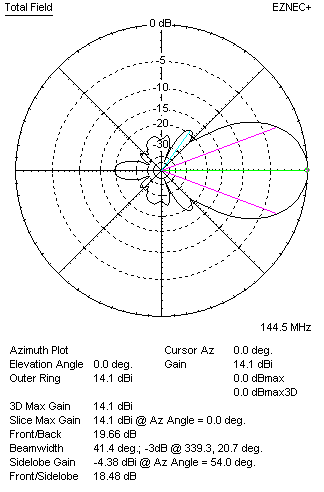 Total Field EZNEC+
0 dB
-5
-10
-15
-20
-30
144.5 MHz
Azimuth Plot Cursor Az 0.0 deg.
Elevation Angle 0.0 deg. Gain 14.1 dBi
Outer Ring 14.1 dBi 0.0 dBmax
0.0 dBmax3D
3D Max Gain 14.1 dBi
Slice Max Gain 14.1 dBi @ Az Angle = 0.0 deg.
Front/Back 19.66 dB
Beamwidth 41.4 deg.; -3dB @ 339.3, 20.7 deg.
Sidelobe Gain -4.38 dBi @ Az Angle = 54.0 deg.
Front/Sidelobe 18.48 dB